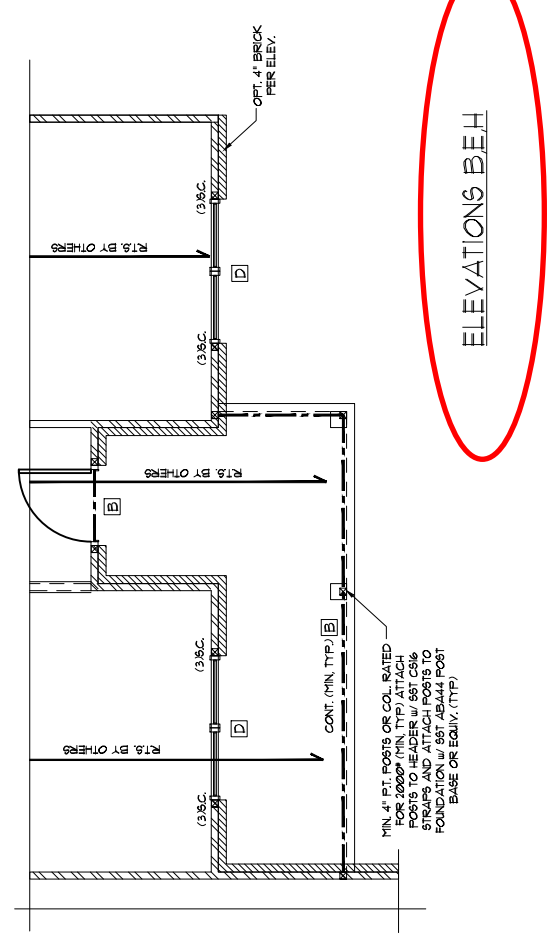 OPT. 4" BRICK
PER ELEV.
(3)S.C.
R.T.S. BY OTHERS
D
(3)S.C.
ELEVATIONS B,E,H
R.T.S. BY OTHERS
B
(3)S.C.
CONT. (MIN, TYP.)
B
D
R.T.S. BY OTHERS
(3)S.C.
MIN. 4" P.T. POSTS OR COL. RATED
FOR 2000# (MIN, TYP) ATTACH
POSTS TO HEADER w/ SST CS16
STRAPS AND ATTACH POSTS TO
FOUNDATION w/ SST ABA44 POST
BASE OR EQUIV. (TYP)